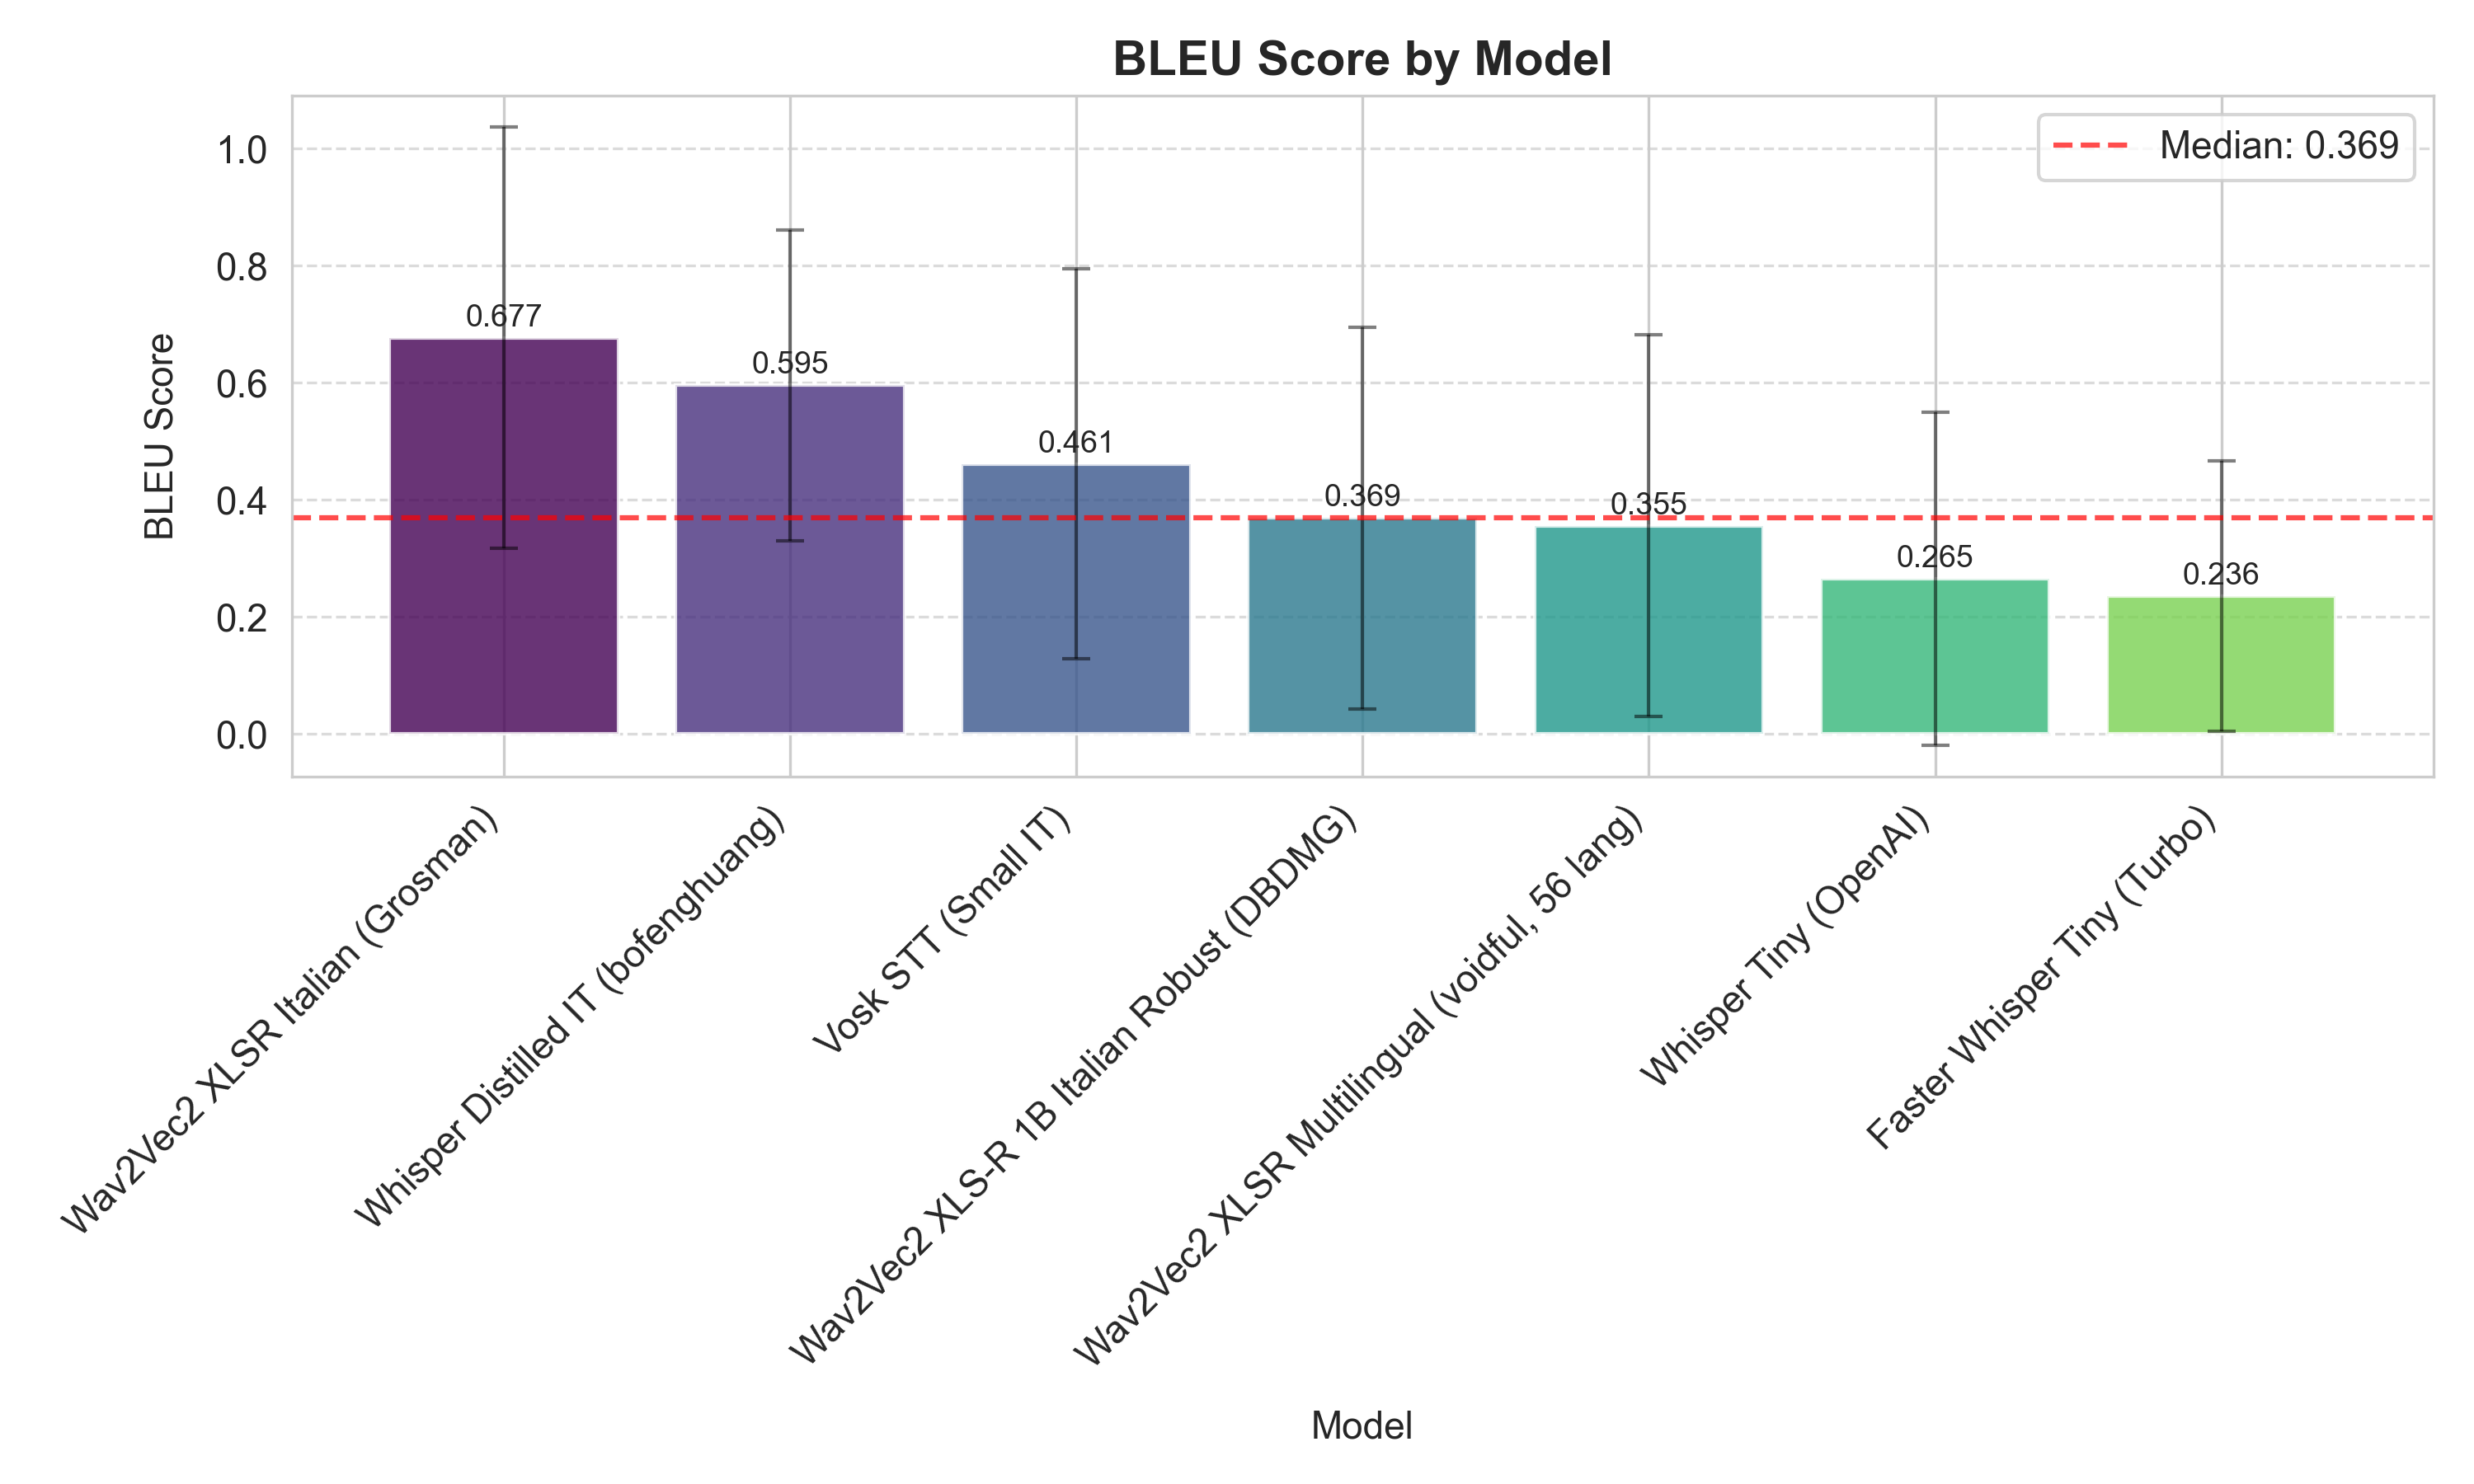 BLEU Score by Model
Median: 0.369
BLEU Score
1.0
0.8
0.6
0.4
0.2
0.0
0.677
0.595
0.461
0.369
0.355
0.265
0.236
Wav2Vec2 XLSR Italian (Grosman)
Whisper Distilled IT (bofenghuang)
Vosk STT (Small IT)
Wav2Vec2 XLS-R 1B Italian Robust (DBDMG)
Wav2Vec2 XLSR Multilingual (voidful, 56 lang)
Whisper Tiny (OpenAI)
Faster Whisper Tiny (Turbo)
Model